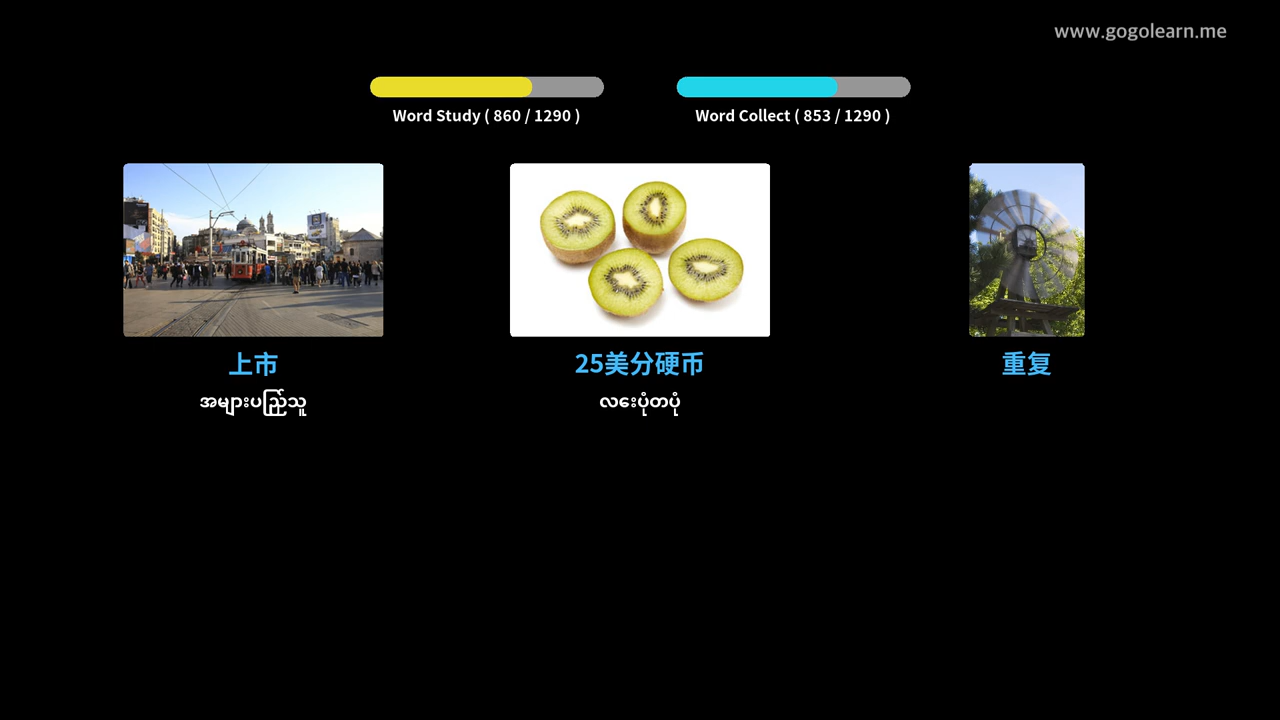 www.gogolearn.me
Word Study ( 860 / 1290 )
Word Collect ( 853 / 1290 )
上市
25美分硬币
重复
အများပြည်သူ
လေးပုံတပုံ